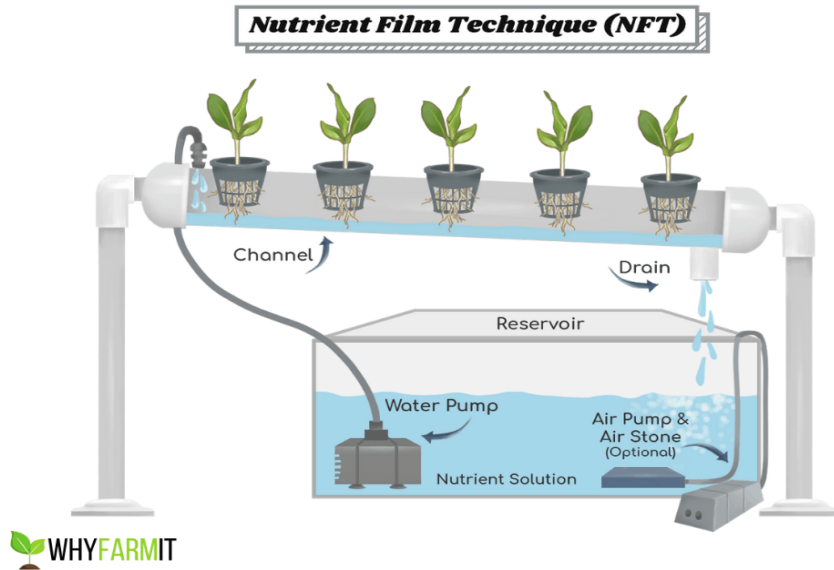 Nutrient Film Technique (NFT)
Channel
Drain
Reservoir
Water Pump
Air Pump &
Air Stone
(Optional)
Nutrient Solution
WHYFARMIT